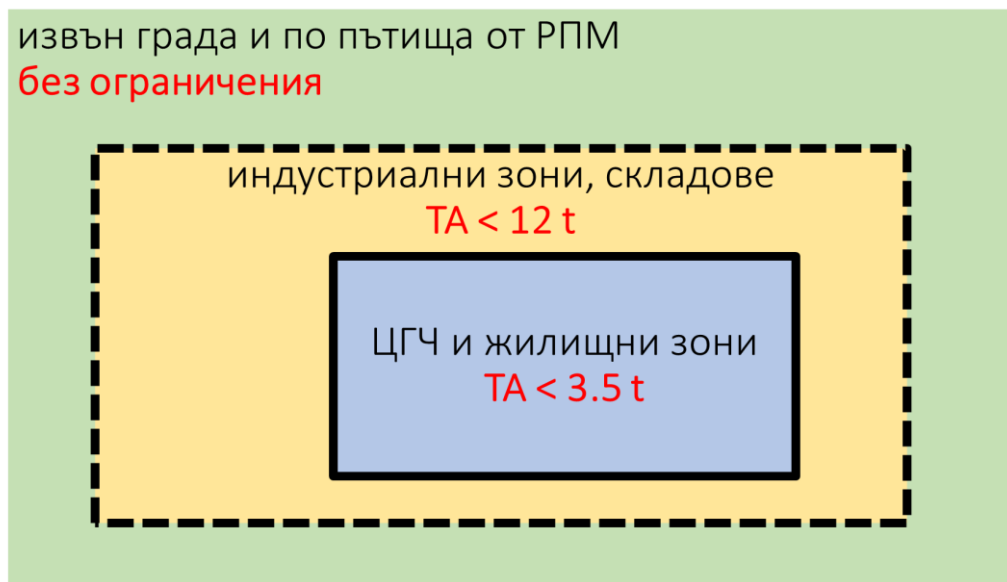 извън града и по пътища от РПМ
без ограничения
индустриални зони, складове
ТА < 12 t
ЦГЧ и жилищни зони
ТА < 3.5 t